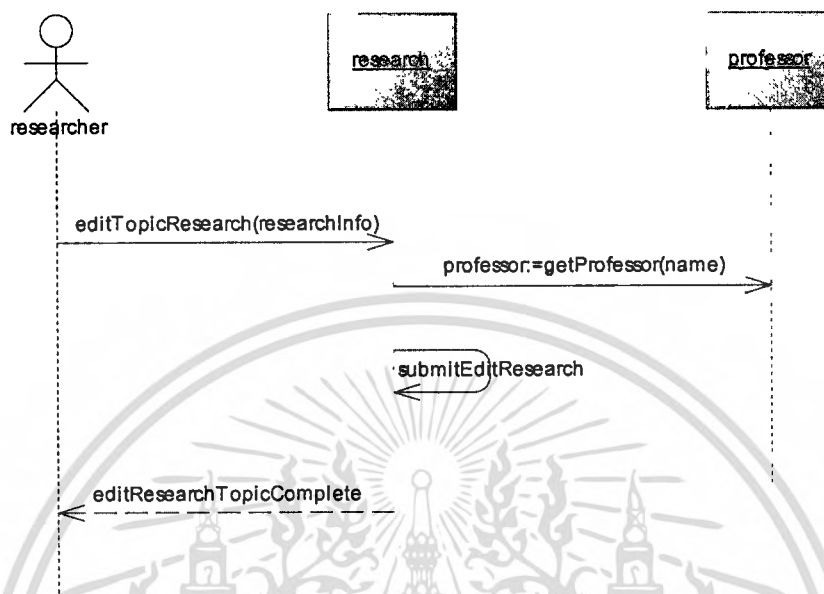 research
professor
researcher
editTopicResearch(researchInfo)
professor:=getProfessor(name)
submitEditResearch
editResearchTopicComplete